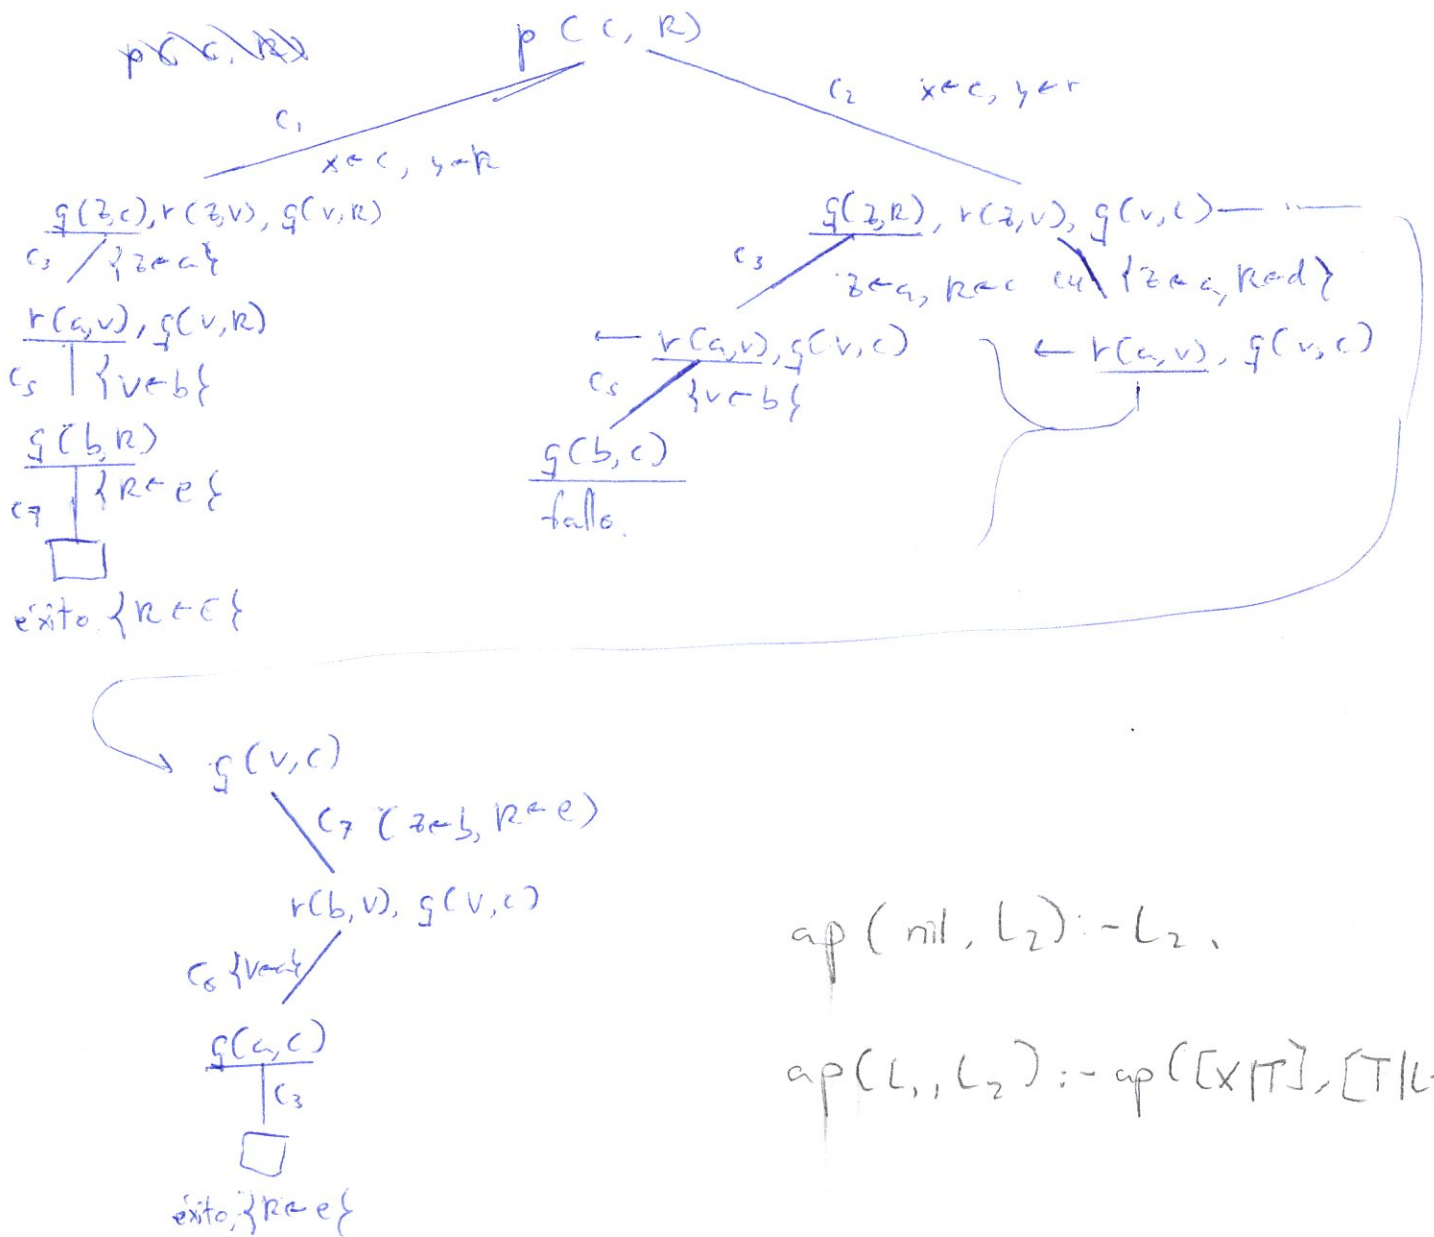 p(c, R)
c₁ x←c, y←R
c₂ x←c, y←r
g(z,c), r(z,v), g(v,R)
c₃ {z←a}
r(a,v), g(v,R)
c₅ {v←b}
g(b,R)
c₇ {R←e}
éxito, {R←e}
g(z,R), r(z,v), g(v,c)
c₃ z←a, R←c c₄ {z←a, R←d}
← r(a,v), g(v,c)
c₅ {v←b}
g(b,c)
fallo.
← r(a,v), g(v,c)
g(v,c)
c₇ (z←b, R←e)
r(b,v), g(v,c)
c₆ {v←a}
g(a,c)
c₃
éxito, {R←e}
ap(nil, L₂):-L₂.
ap(L₁, L₂):-ap([X|T], [T|L